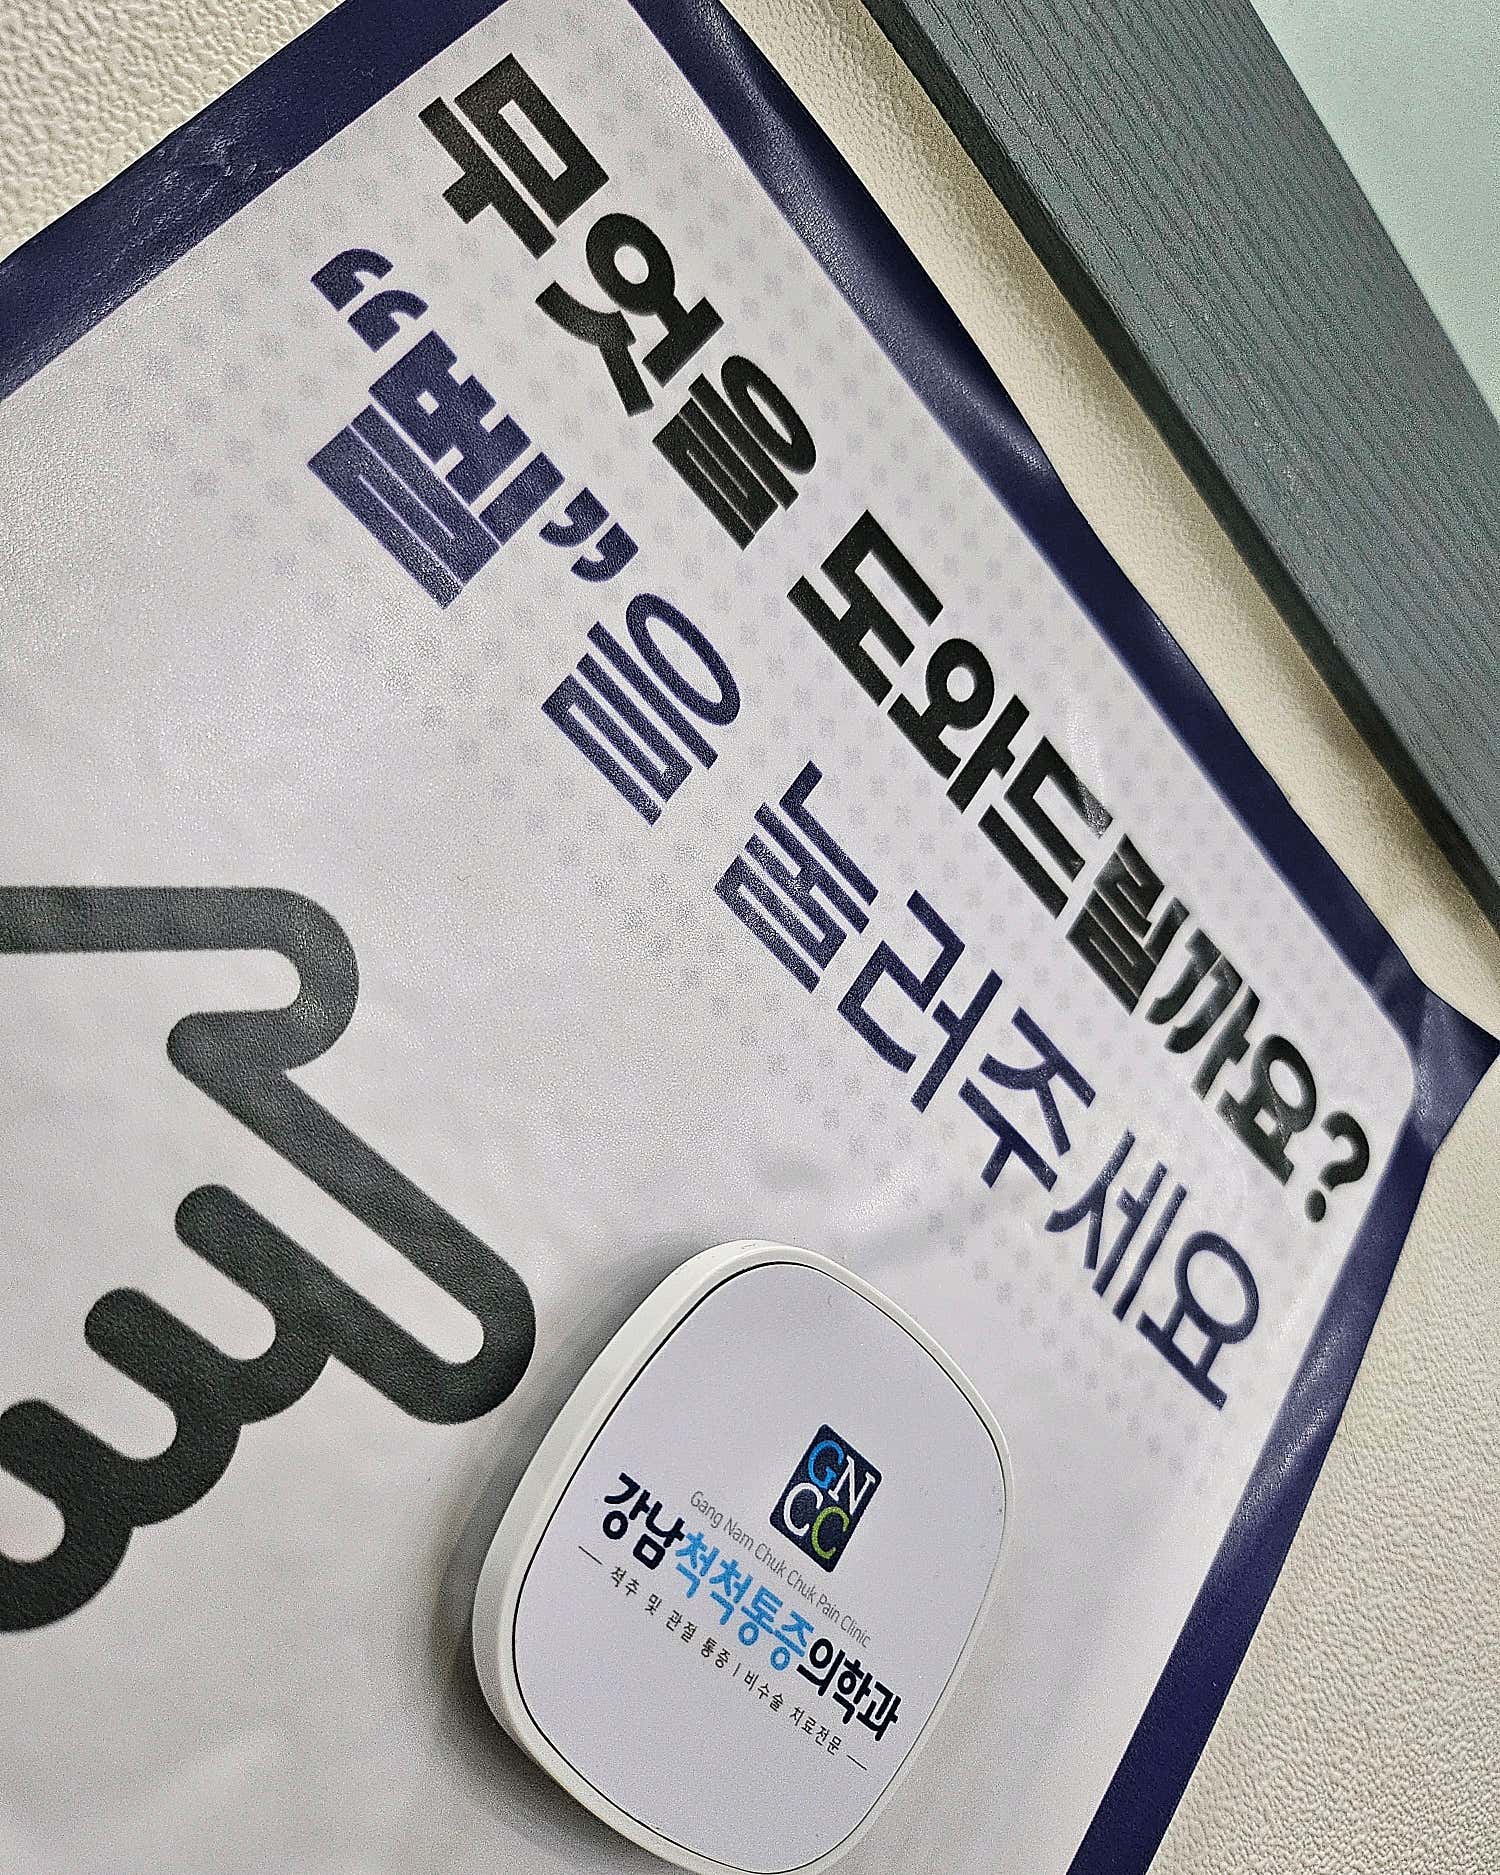 무엇을 도와드릴까요?
“벨”을 눌러주세요
GN
CC
Gang Nam Chuk Chuk Pain Clinic
강남척척통증의학과
척추 및 관절 통증 | 비수술 치료전문